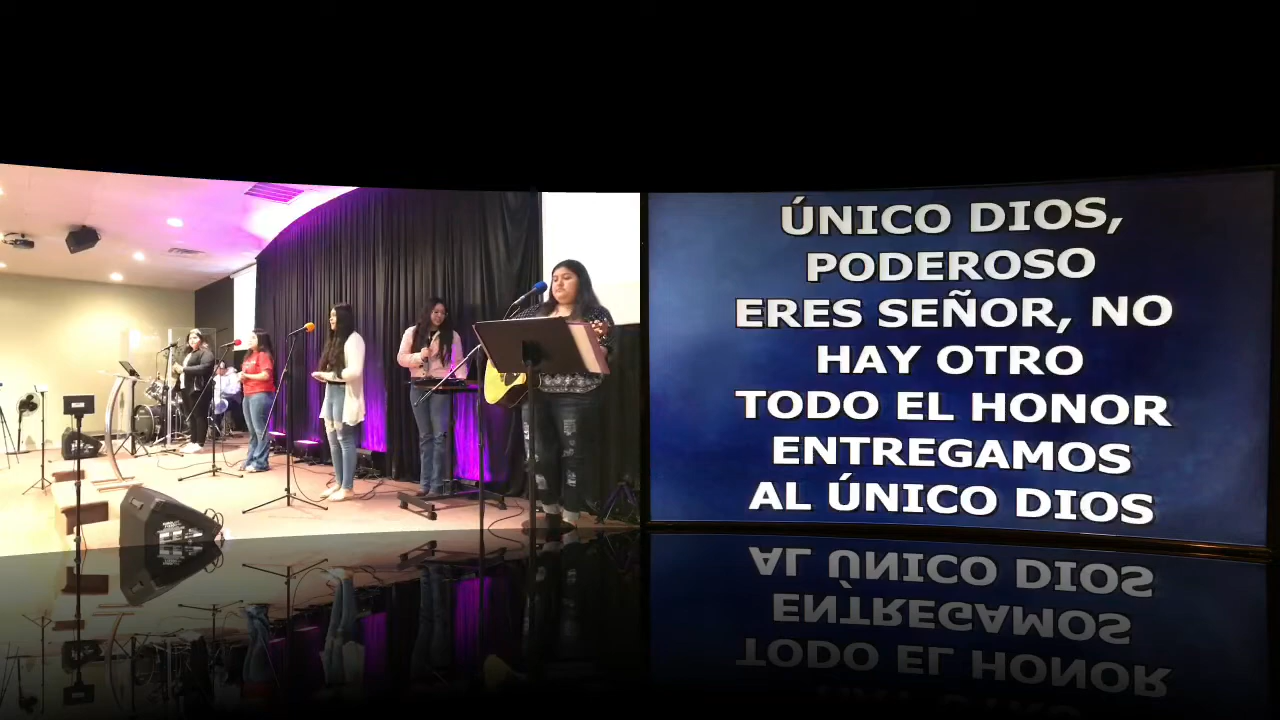 ÚNICO DIOS,
PODEROSO
ERES SEÑOR, NO
HAY OTRO
TODO EL HONOR
ENTREGAMOS
AL ÚNICO DIOS